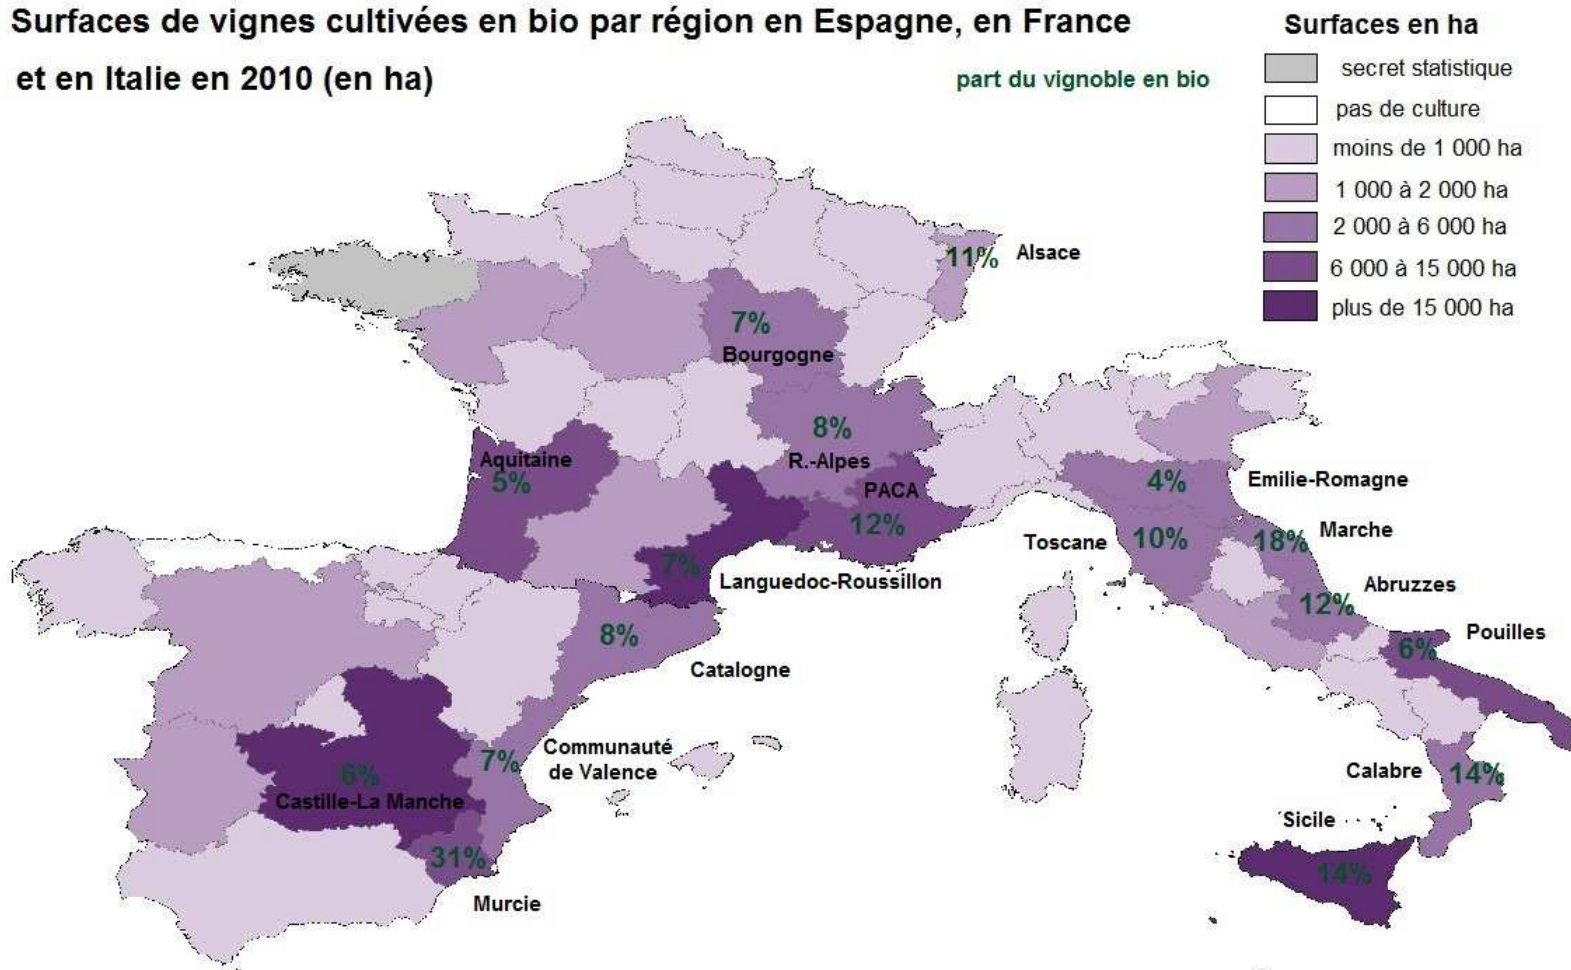 Surfaces de vignes cultivées en bio par région en Espagne, en France
et en Italie en 2010 (en ha)
part du vignoble en bio
Surfaces en ha
secret statistique
pas de culture
moins de 1 000 ha
1 000 à 2 000 ha
2 000 à 6 000 ha
6 000 à 15 000 ha
plus de 15 000 ha
11%
Alsace
7%
Bourgogne
8%
R.-Alpes
Aquitaine
5%
PACA
12%
7%
Languedoc-Roussillon
4%
Emilie-Romagne
Toscane
10%
18%
Marche
12%
Abruzzes
6%
Pouilles
8%
Catalogne
7%
Communauté
de Valence
6%
Castille-La Manche
31%
Murcie
Calabre
14%
Sicile
14%